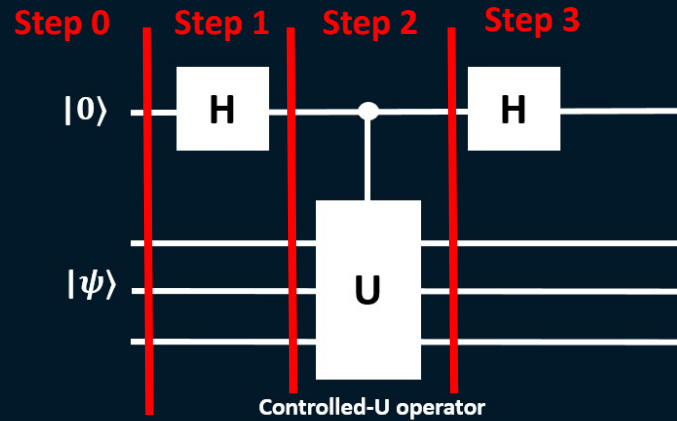 Step 0 Step 1 Step 2 Step 3
|0⟩ H H
|ψ⟩ U
Controlled-U operator